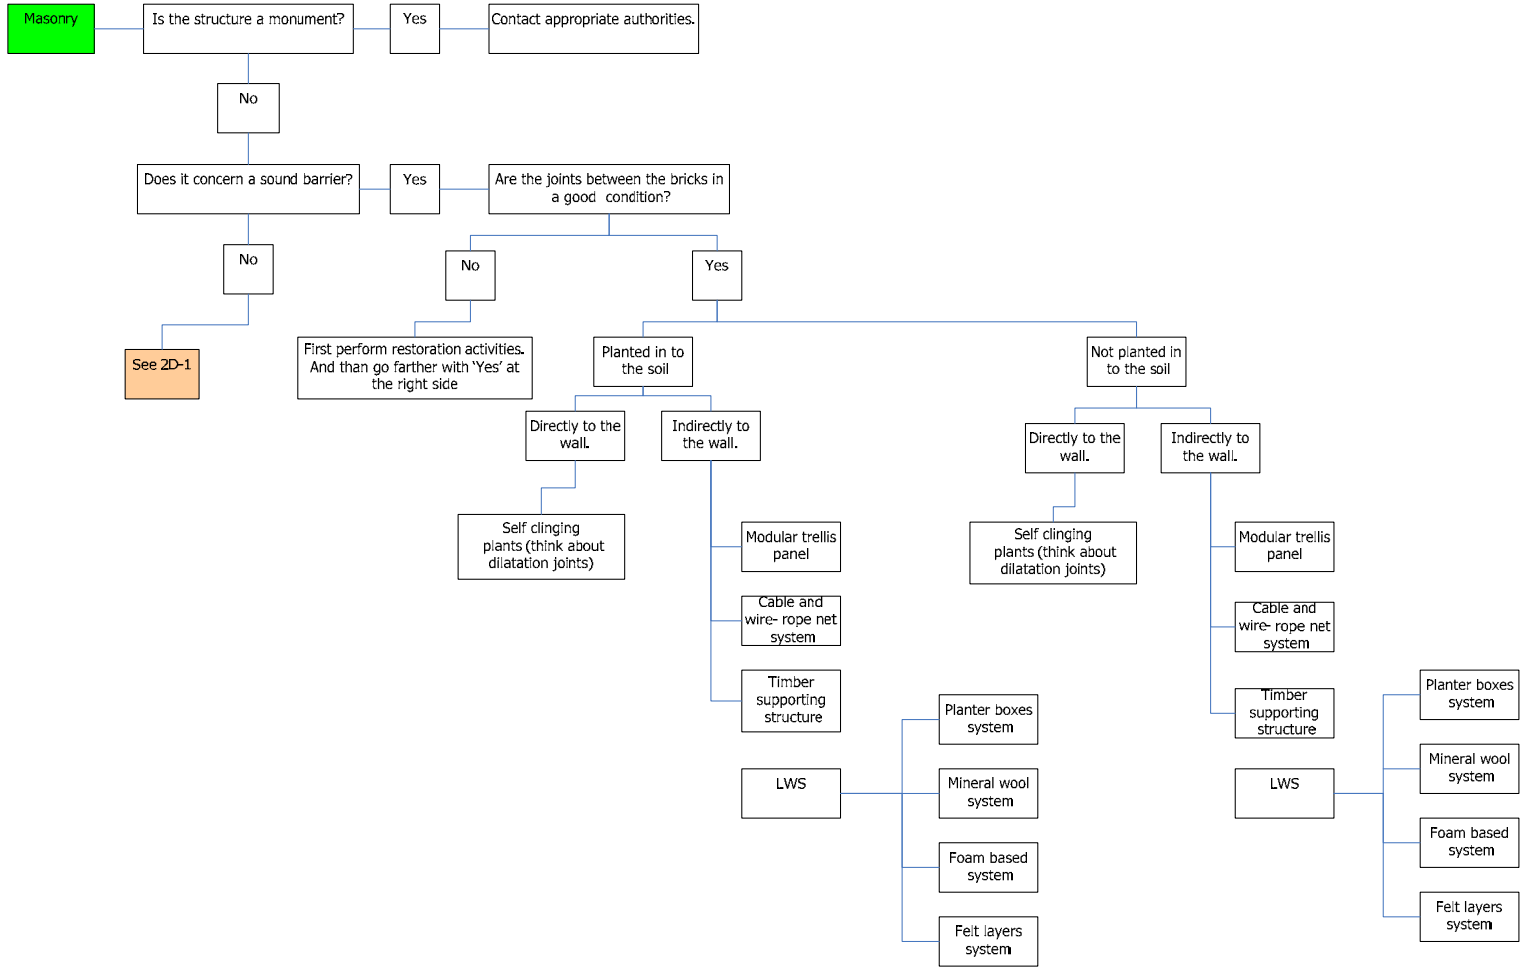 Masonry
Is the structure a monument?
Yes
Contact appropriate authorities.
No
Does it concern a sound barrier?
Yes
Are the joints between the bricks in
a good condition?
No
No
Yes
See 2D-1
First perform restoration activities.
And than go farther with 'Yes' at
the right side
Planted in to
the soil
Not planted in
to the soil
Directly to the
wall.
Indirectly to
the wall.
Directly to the
wall.
Indirectly to
the wall.
Self clinging
plants (think about
dilatation joints)
Modular trellis
panel
Cable and
wire- rope net
system
Timber
supporting
structure
LWS
Planter boxes
system
Mineral wool
system
Foam based
system
Felt layers
system
Self clinging
plants (think about
dilatation joints)
Modular trellis
panel
Cable and
wire- rope net
system
Timber
supporting
structure
LWS
Planter boxes
system
Mineral wool
system
Foam based
system
Felt layers
system